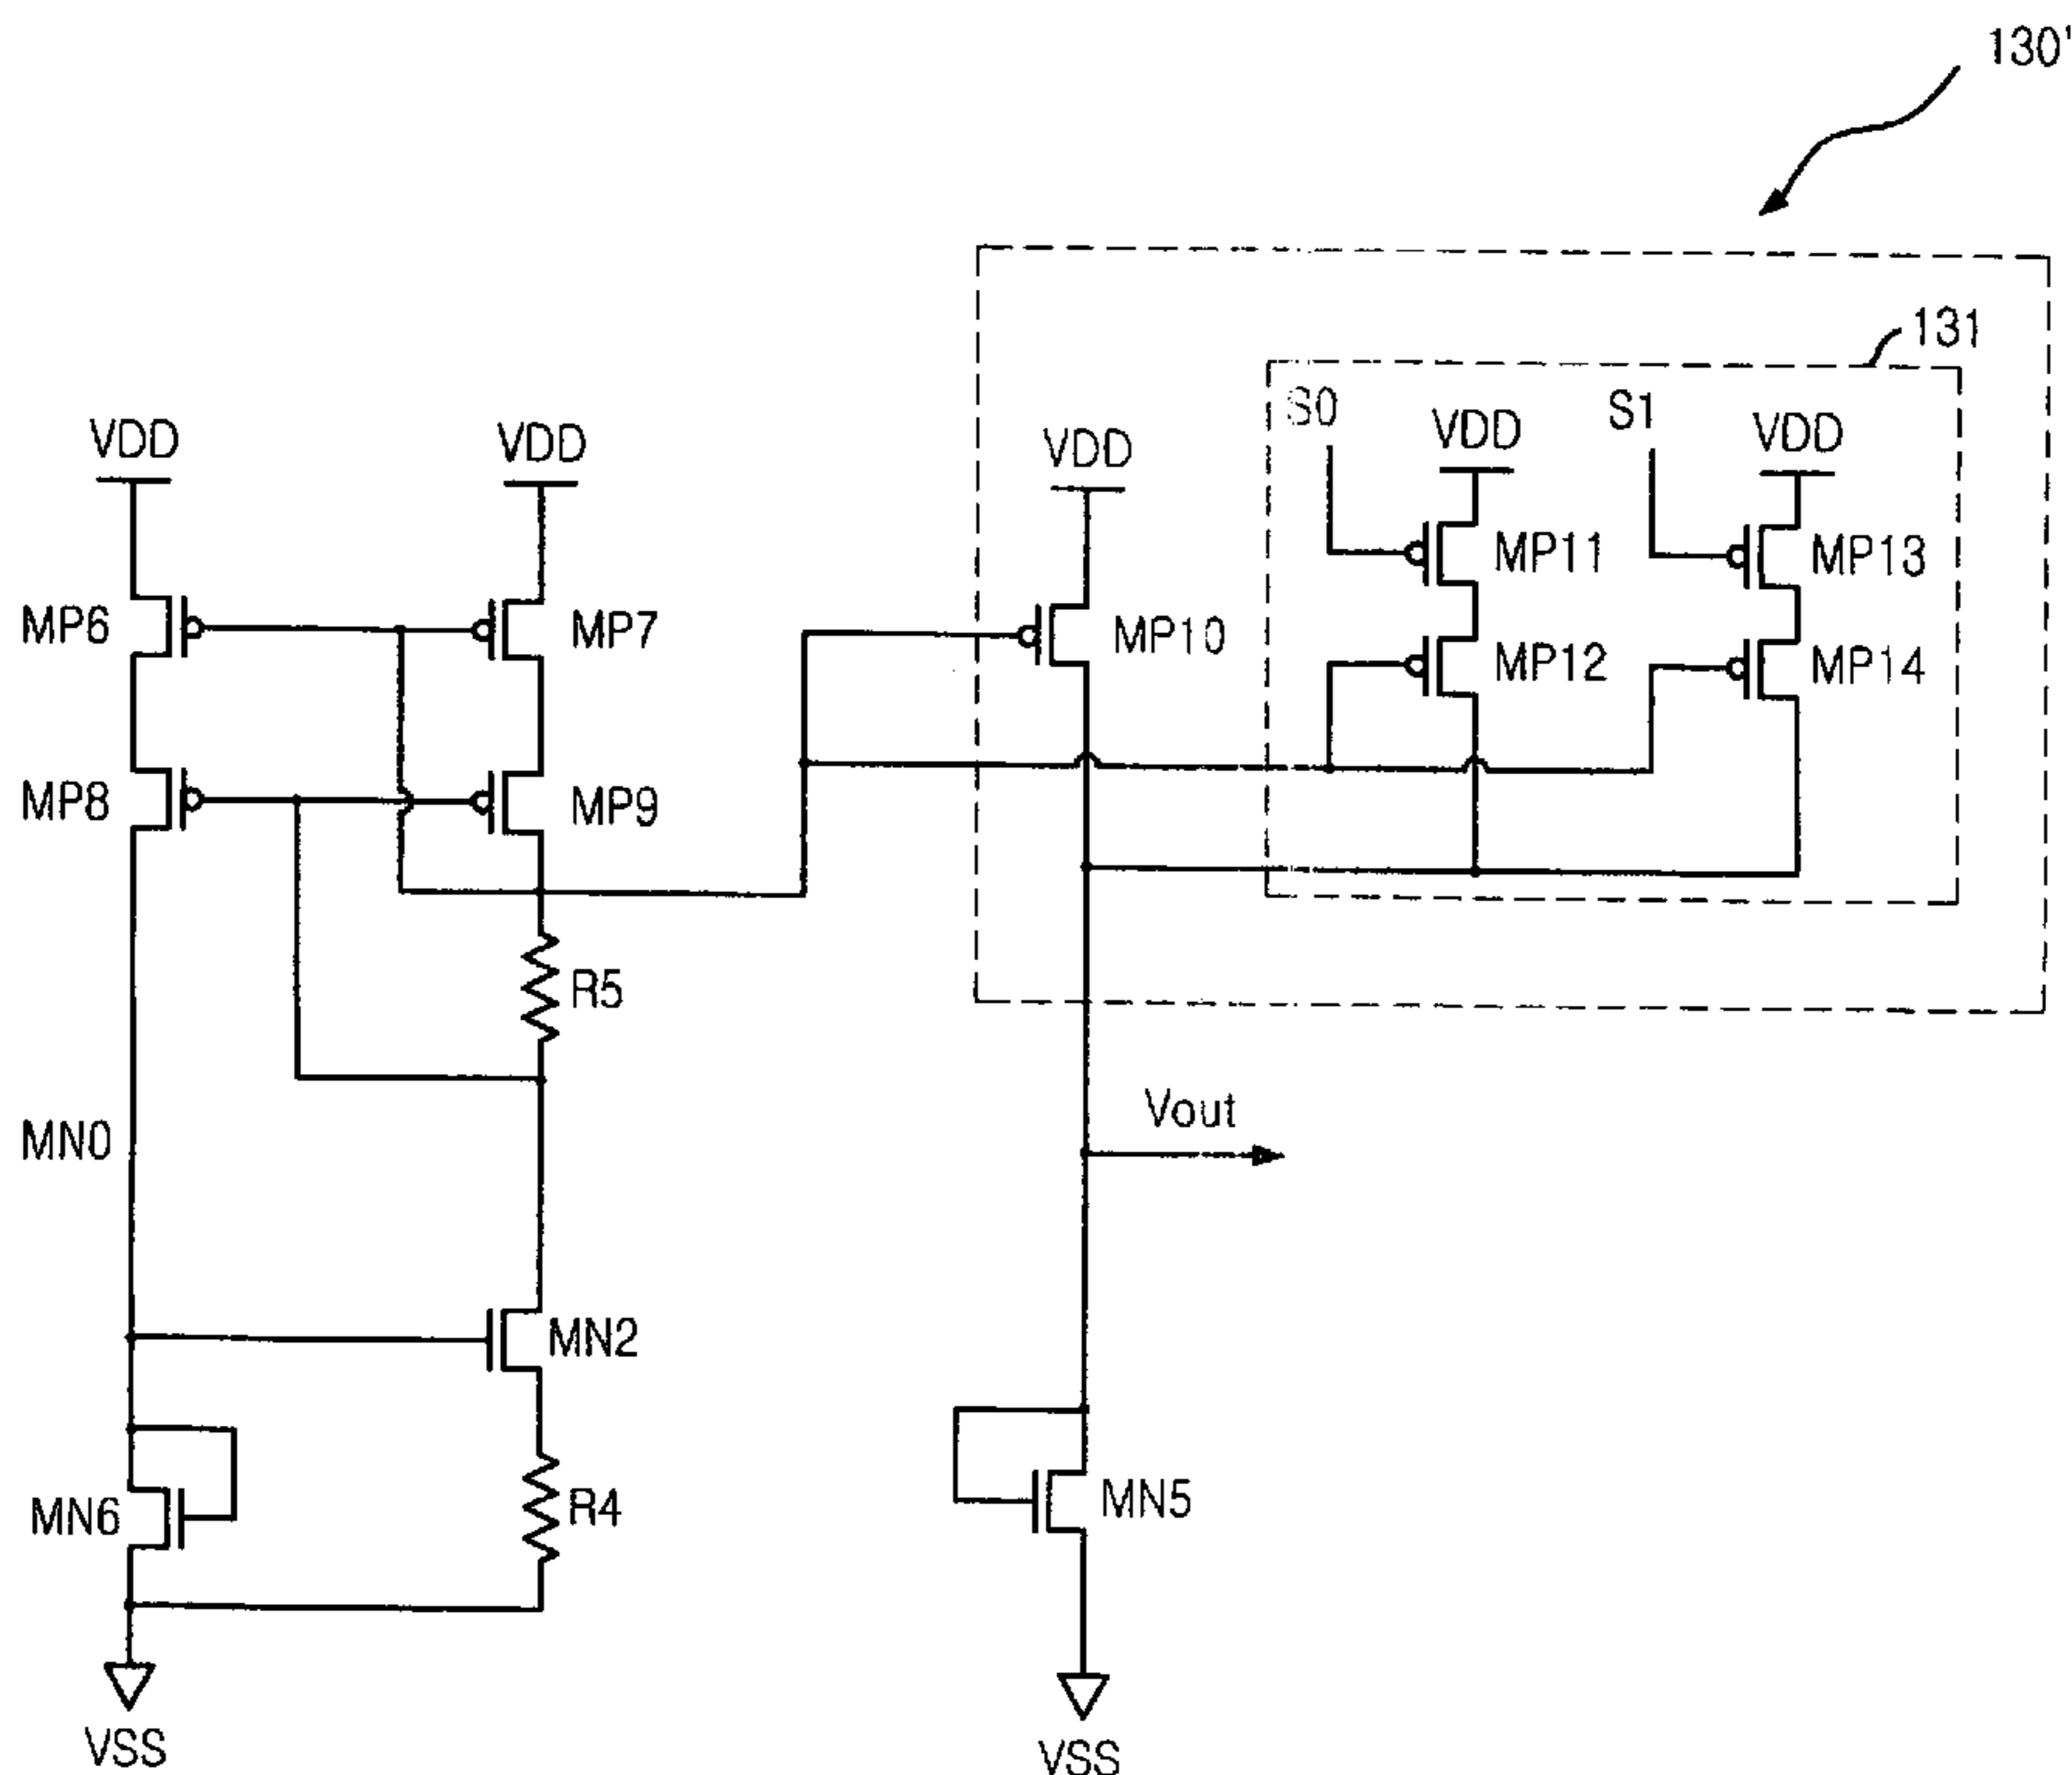 130'
131
S0
VDD
S1
VDD
VDD
VDD
VDD
MP11
MP13
MP6
MP7
MP10
MP12
MP14
MP8
MP9
R5
Vout
MN0
MN2
MN6
R4
MN5
VSS
VSS